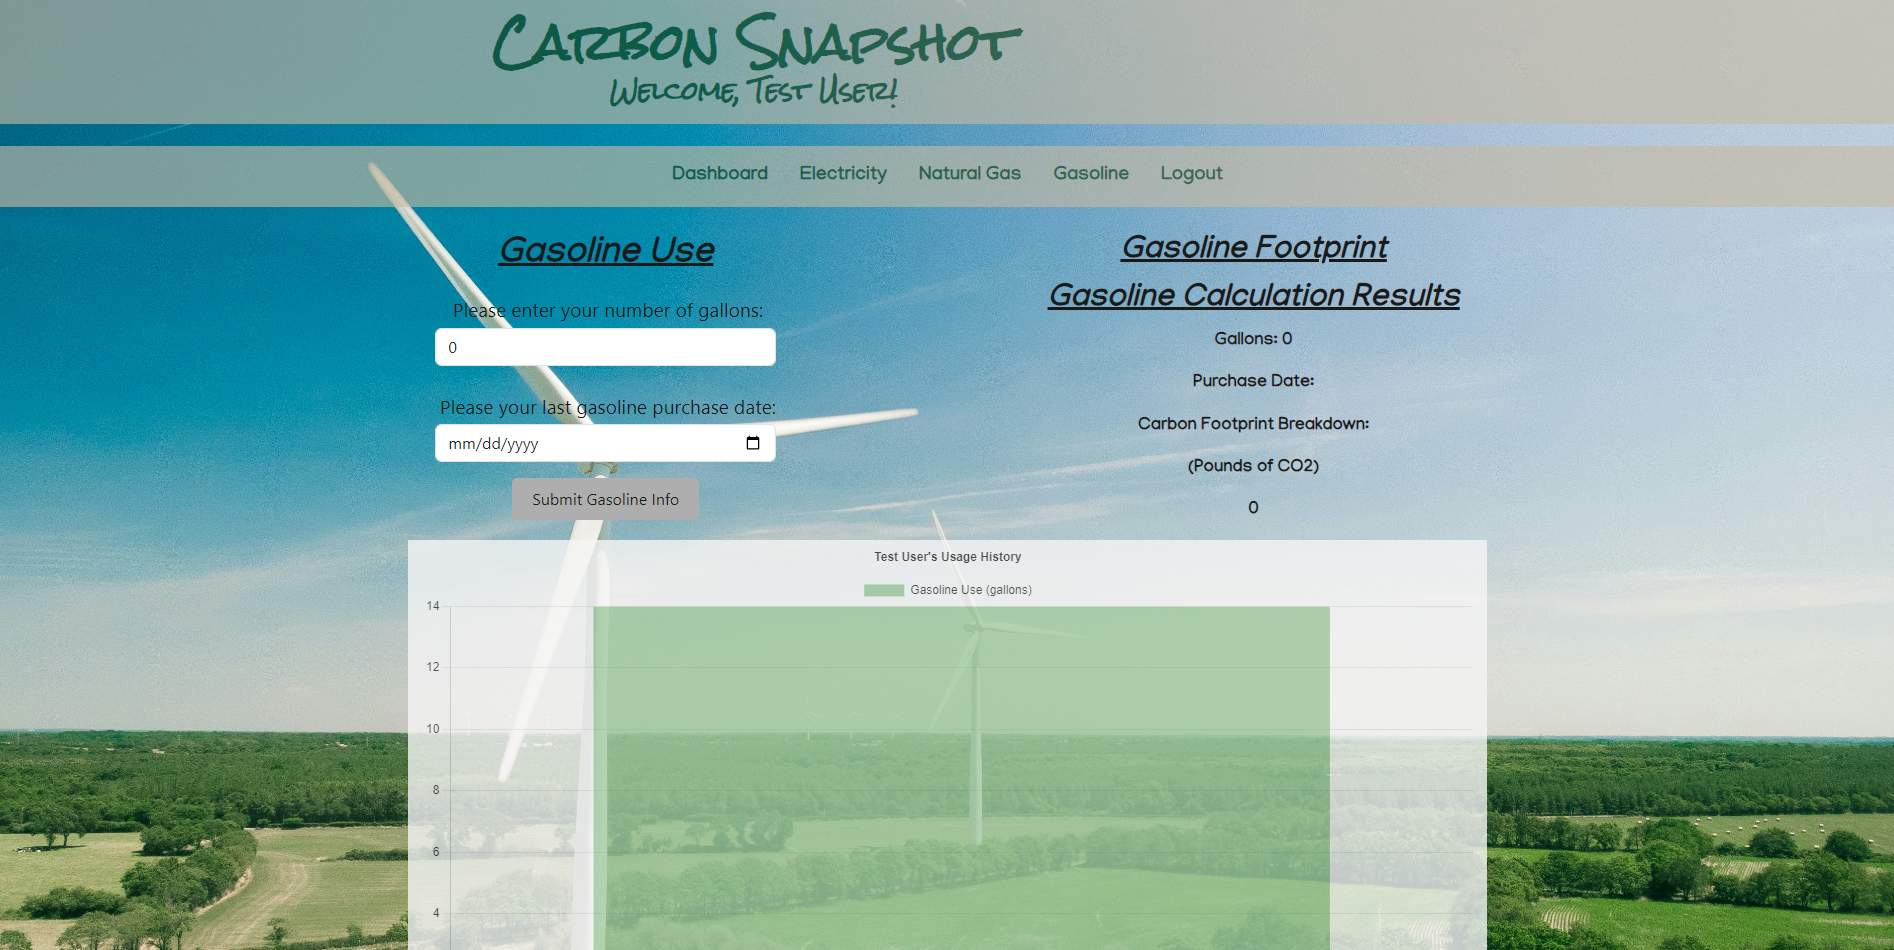 Carbon Snapshot
Welcome, Test User!
Dashboard Electricity Natural Gas Gasoline Logout
Gasoline Use
Please enter your number of gallons:
0
Please your last gasoline purchase date:
mm/dd/yyyy
Submit Gasoline Info
Gasoline Footprint
Gasoline Calculation Results
Gallons: 0
Purchase Date:
Carbon Footprint Breakdown:
(Pounds of CO2)
0
Test User's Usage History
Gasoline Use (gallons)
14
12
10
8
6
4